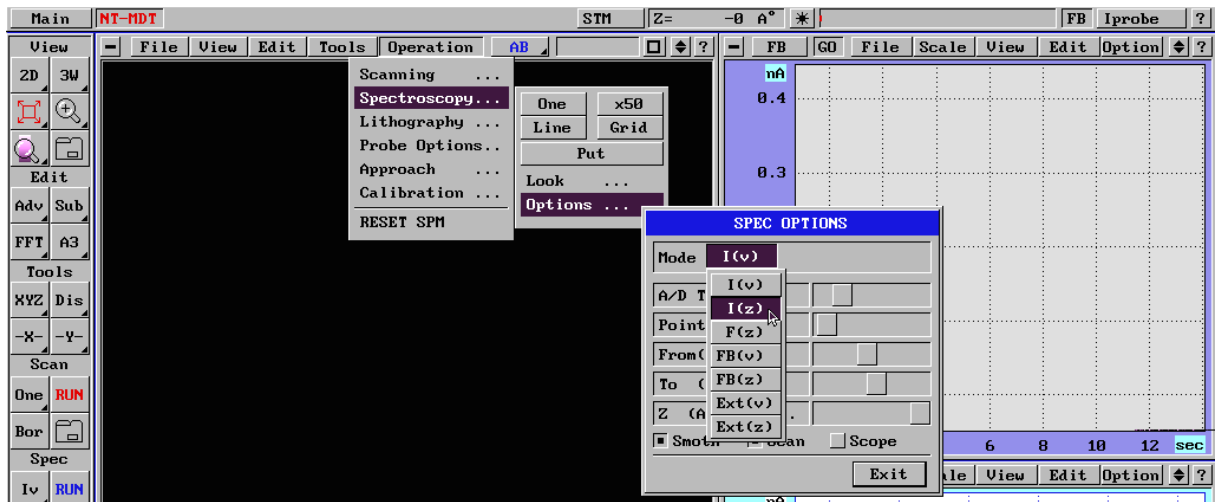 Main NT-MDT STM Z= -0 A° FB Iprobe ?
View - File View Edit Tools Operation AB ? - FB GO File Scale View Edit Option ?
2D 3W
Edit
Adv Sub
FFT A3
Tools
XYZ Dis
-X- -Y-
Scan
One RUN
Bor
Spec
Iv RUN
Scanning ...
Spectroscopy...
Lithography ...
Probe Options..
Approach ...
Calibration ...
RESET SPM
One x50
Line Grid
Put
Look ...
Options ...
SPEC OPTIONS
Mode I(v)
A/D T
Point
From(
To (
Z (A .
I(v)
I(z)
F(z)
FB(v)
FB(z)
Ext(v)
Ext(z)
Smoth Scope
Exit
nA
0.4
0.3
6 8 10 12 sec
View Edit Option ?